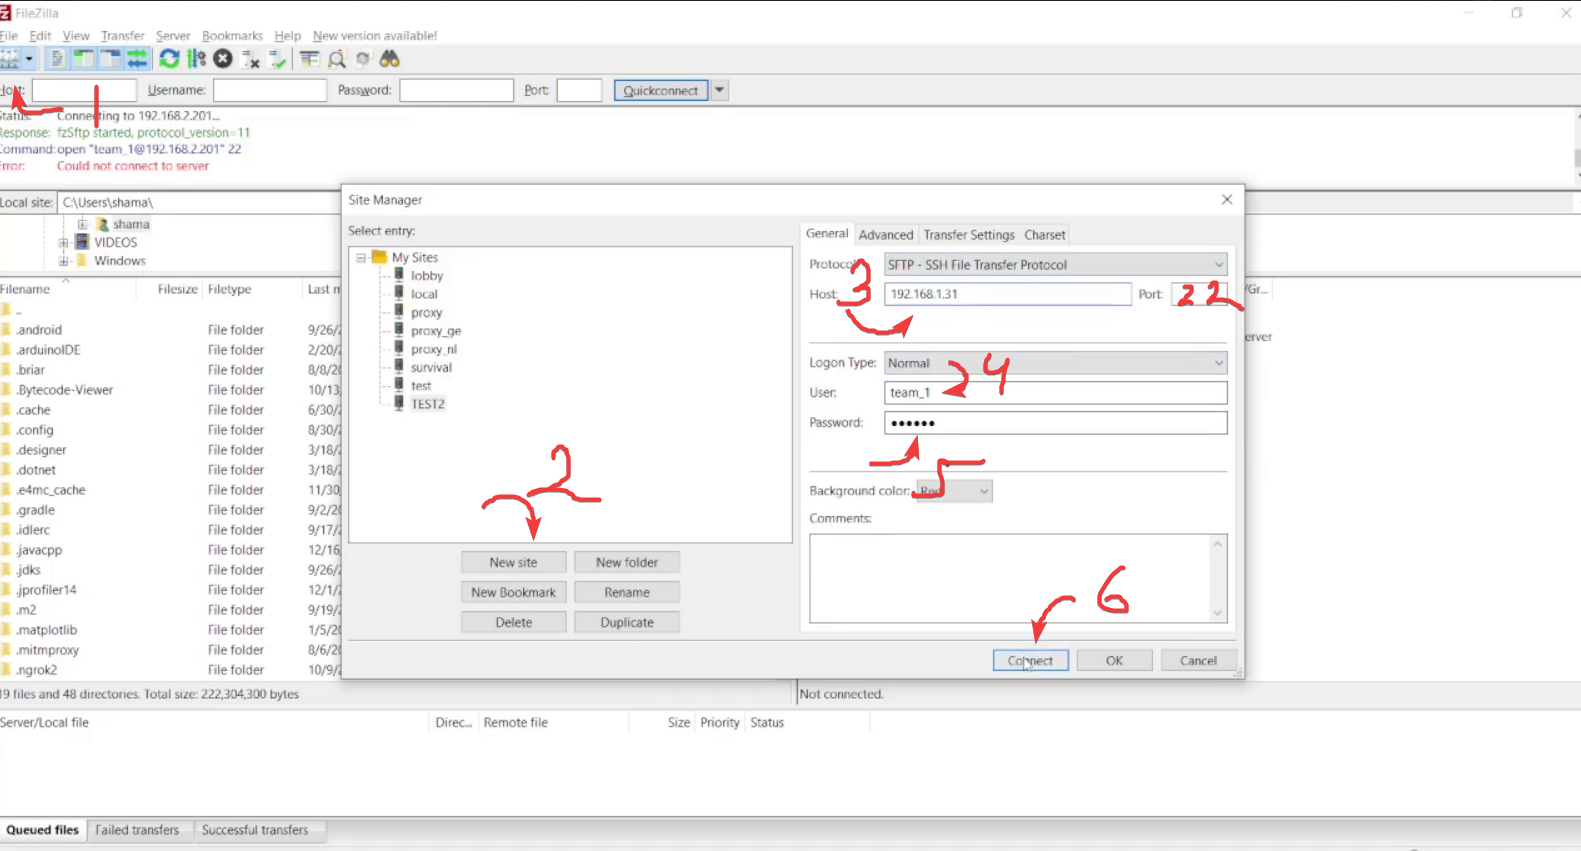 FileZilla
File Edit View Transfer Server Bookmarks Help New version available!
Host: Username: Password: Port: Quickconnect
1
Status: Connecting to 192.168.2.201...
Response: fzSftp started, protocol_version=11
Command: open "team_1@192.168.2.201" 22
Error: Could not connect to server
Local site: C:\Users\shama\
shama
VIDEOS
Windows
Filename Filesize Filetype Last m
..
.android File folder 9/26/2
.arduinoIDE File folder 2/20/2
.briar File folder 8/8/20
.Bytecode-Viewer File folder 10/13,
.cache File folder 6/30/2
.config File folder 8/30/2
.designer File folder 3/18/2
.dotnet File folder 3/18/2
.e4mc_cache File folder 11/30,
.gradle File folder 9/2/20
.idlerc File folder 9/17/2
.javacpp File folder 12/16,
.jdks File folder 9/26/2
.jprofiler14 File folder 12/1/2
.m2 File folder 9/19/2
.matplotlib File folder 1/5/20
.mitmproxy File folder 8/6/20
.ngrok2 File folder 10/9/2
19 files and 48 directories. Total size: 222,304,300 bytes
Site Manager
Select entry:
My Sites
lobby
local
proxy
proxy_ge
proxy_nl
survival
test
TEST2
2
New site New folder
New Bookmark Rename
Delete Duplicate
General Advanced Transfer Settings Charset
Protocol: SFTP - SSH File Transfer Protocol
3
Host: 192.168.1.31 Port: 22
Logon Type: Normal
4
User: team_1
Password: ••••••
5
Background color: Red
Comments:
6
Connect OK Cancel
/Gr...
erver
Not connected.
Server/Local file Direc... Remote file Size Priority Status
Queued files Failed transfers Successful transfers